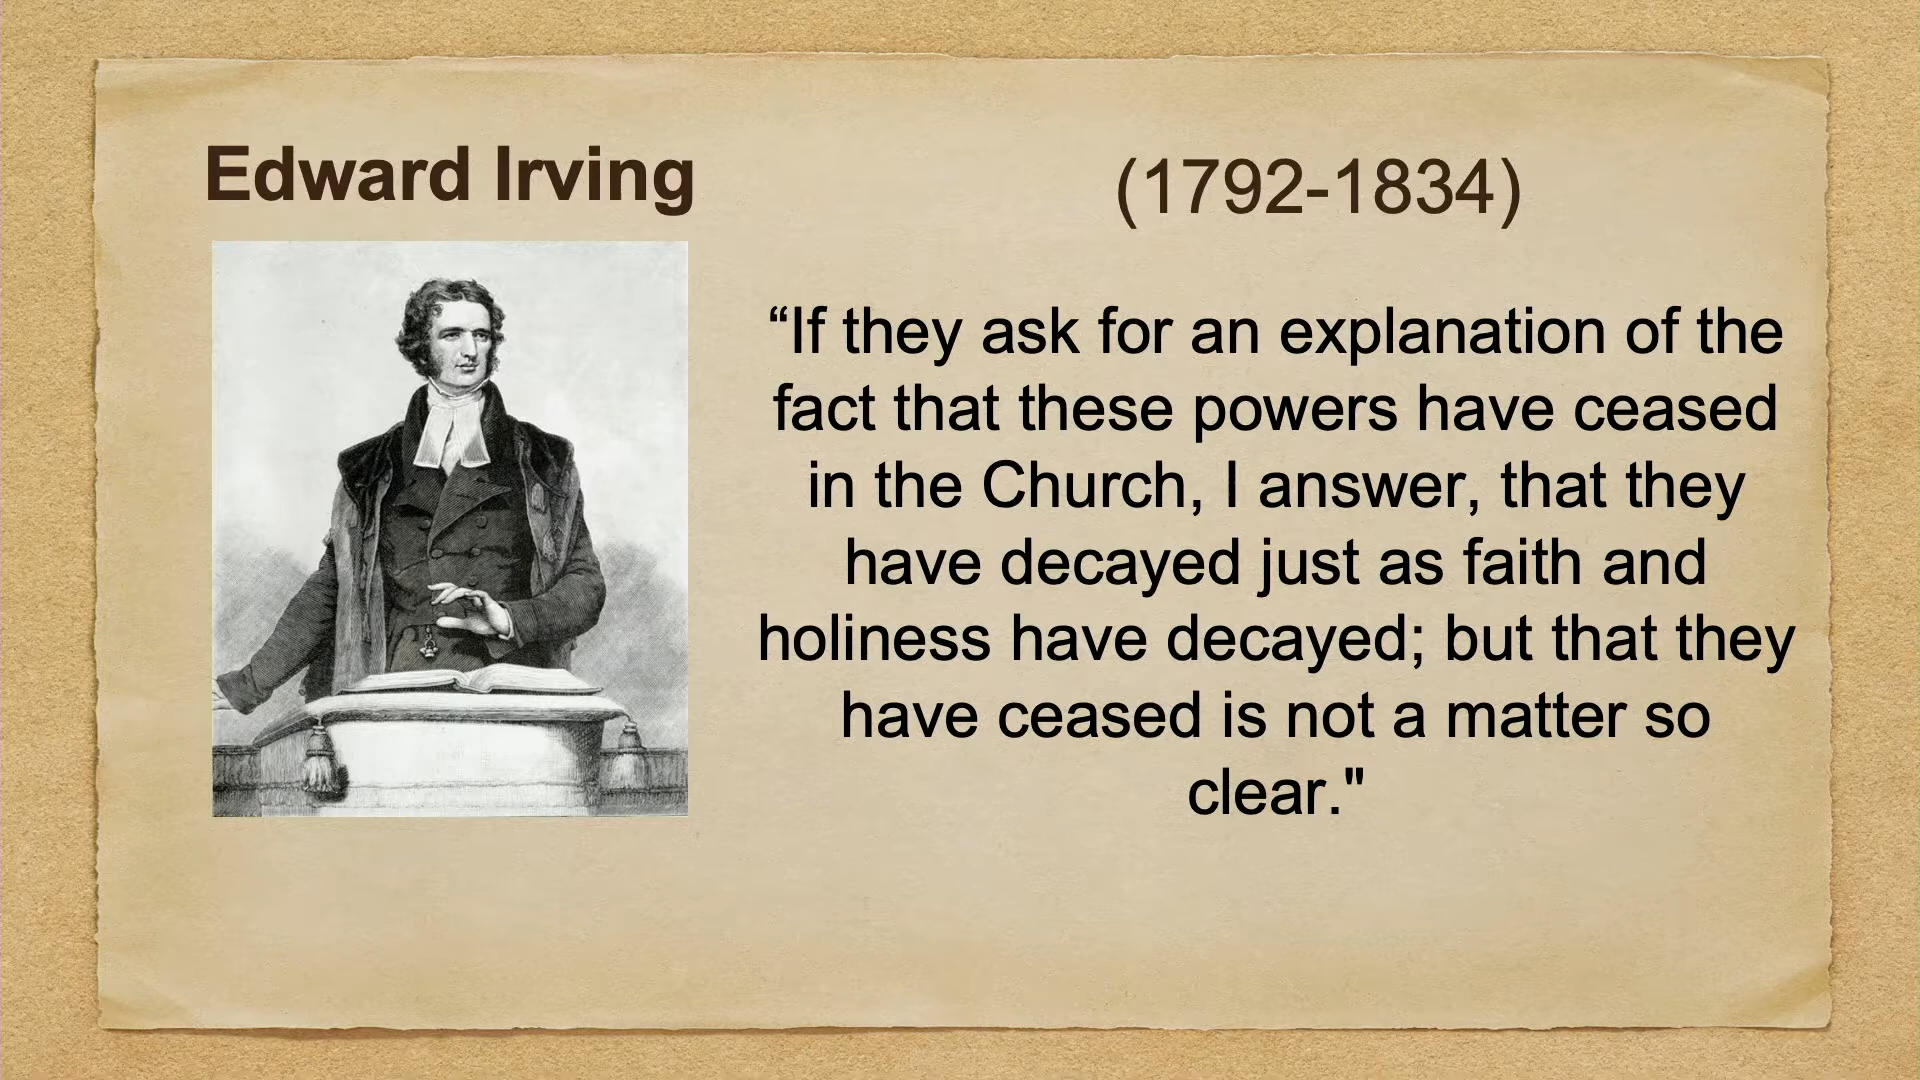 Edward Irving
(1792-1834)
“If they ask for an explanation of the
fact that these powers have ceased
in the Church, I answer, that they
have decayed just as faith and
holiness have decayed; but that they
have ceased is not a matter so
clear."